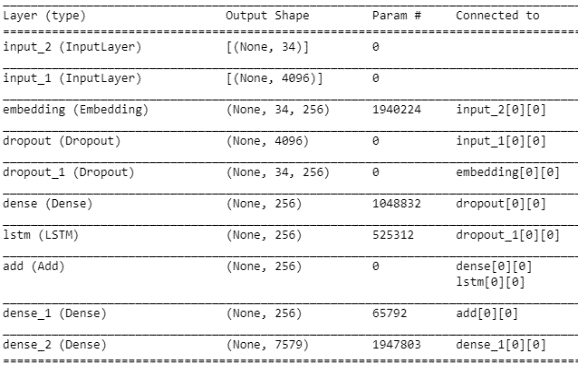 Layer (type) Output Shape Param # Connected to
input_2 (InputLayer) [(None, 34)] 0
input_1 (InputLayer) [(None, 4096)] 0
embedding (Embedding) (None, 34, 256) 1940224 input_2[0][0]
dropout (Dropout) (None, 4096) 0 input_1[0][0]
dropout_1 (Dropout) (None, 34, 256) 0 embedding[0][0]
dense (Dense) (None, 256) 1048832 dropout[0][0]
lstm (LSTM) (None, 256) 525312 dropout_1[0][0]
add (Add) (None, 256) 0 dense[0][0]
lstm[0][0]
dense_1 (Dense) (None, 256) 65792 add[0][0]
dense_2 (Dense) (None, 7579) 1947803 dense_1[0][0]